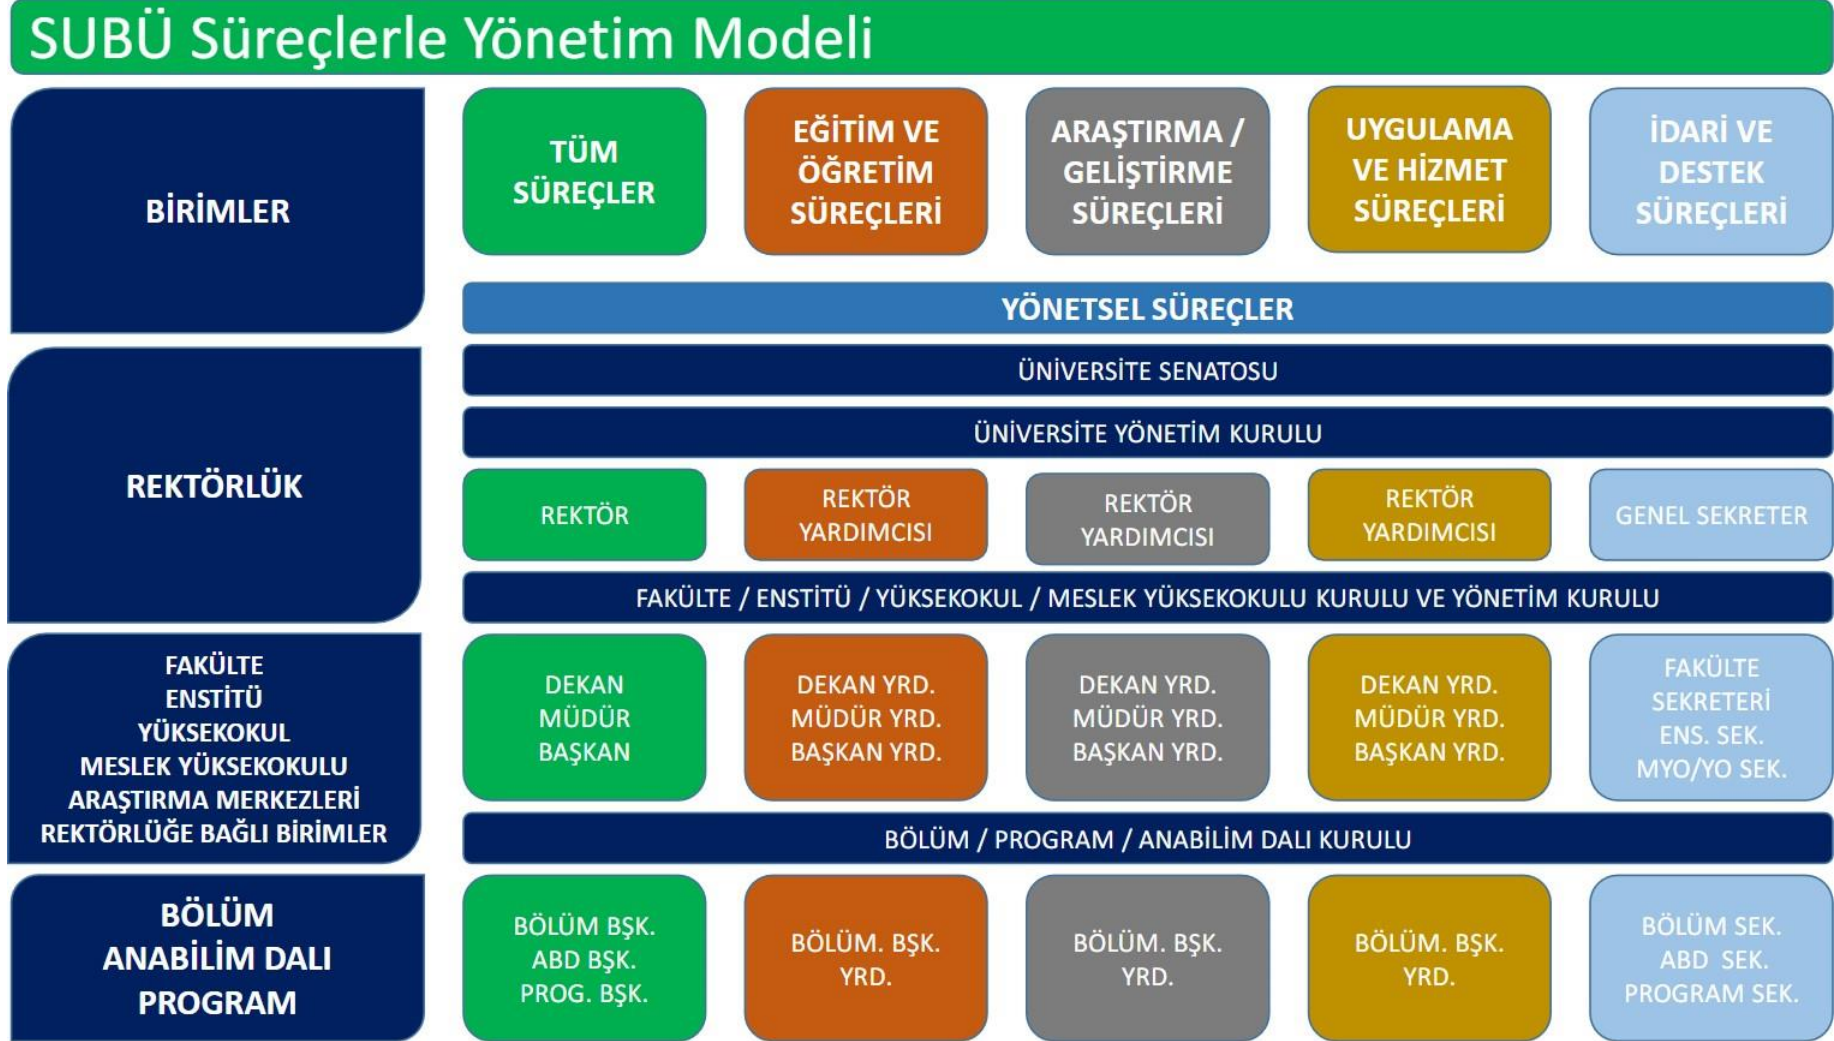 SUBÜ Süreçlerle Yönetim Modeli
BİRİMLER
TÜM
SÜREÇLER
EĞİTİM VE
ÖĞRETİM
SÜREÇLERİ
ARAŞTIRMA /
GELİŞTİRME
SÜREÇLERİ
UYGULAMA
VE HİZMET
SÜREÇLERİ
İDARİ VE
DESTEK
SÜREÇLERİ
YÖNETSEL SÜREÇLER
REKTÖRLÜK
ÜNİVERSİTE SENATOSU
ÜNİVERSİTE YÖNETİM KURULU
REKTÖR
REKTÖR
YARDIMCISI
REKTÖR
YARDIMCISI
REKTÖR
YARDIMCISI
GENEL SEKRETER
FAKÜLTE / ENSTİTÜ / YÜKSEKOKUL / MESLEK YÜKSEKOKULU KURULU VE YÖNETİM KURULU
FAKÜLTE
ENSTİTÜ
YÜKSEKOKUL
MESLEK YÜKSEKOKULU
ARAŞTIRMA MERKEZLERİ
REKTÖRLÜĞE BAĞLI BİRİMLER
DEKAN
MÜDÜR
BAŞKAN
DEKAN YRD.
MÜDÜR YRD.
BAŞKAN YRD.
DEKAN YRD.
MÜDÜR YRD.
BAŞKAN YRD.
DEKAN YRD.
MÜDÜR YRD.
BAŞKAN YRD.
FAKÜLTE
SEKRETERİ
ENS. SEK.
MYO/YO SEK.
BÖLÜM / PROGRAM / ANABİLİM DALI KURULU
BÖLÜM
ANABİLİM DALI
PROGRAM
BÖLÜM BŞK.
ABD BŞK.
PROG. BŞK.
BÖLÜM. BŞK.
YRD.
BÖLÜM. BŞK.
YRD.
BÖLÜM. BŞK.
YRD.
BÖLÜM SEK.
ABD SEK.
PROGRAM SEK.